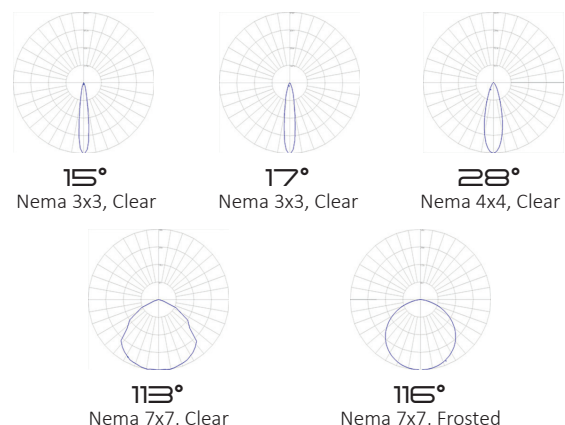 15°
Nema 3x3, Clear
17°
Nema 3x3, Clear
28°
Nema 4x4, Clear
113°
Nema 7x7, Clear
116°
Nema 7x7, Frosted